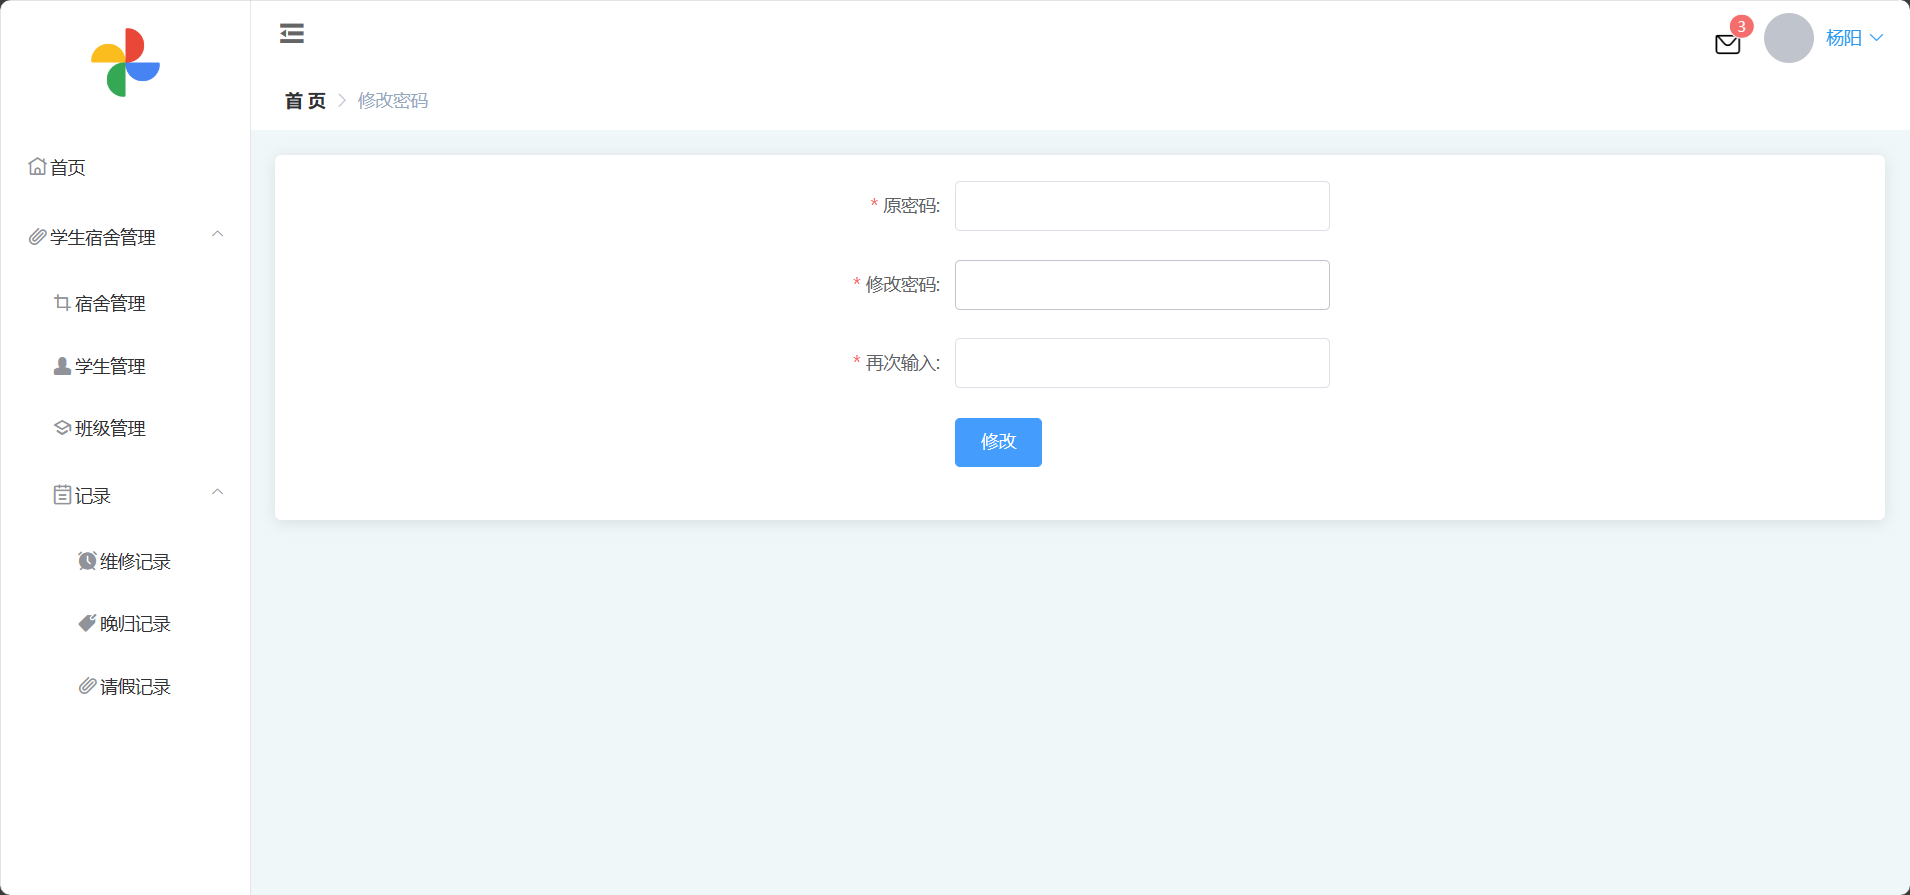 3
杨阳
首页
修改密码
首页
学生宿舍管理
宿舍管理
学生管理
班级管理
记录
维修记录
晚归记录
请假记录
* 原密码:
* 修改密码:
* 再次输入:
修改